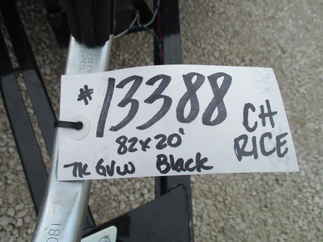 * 13388 CH
82x20' RICE
7K GVW Black